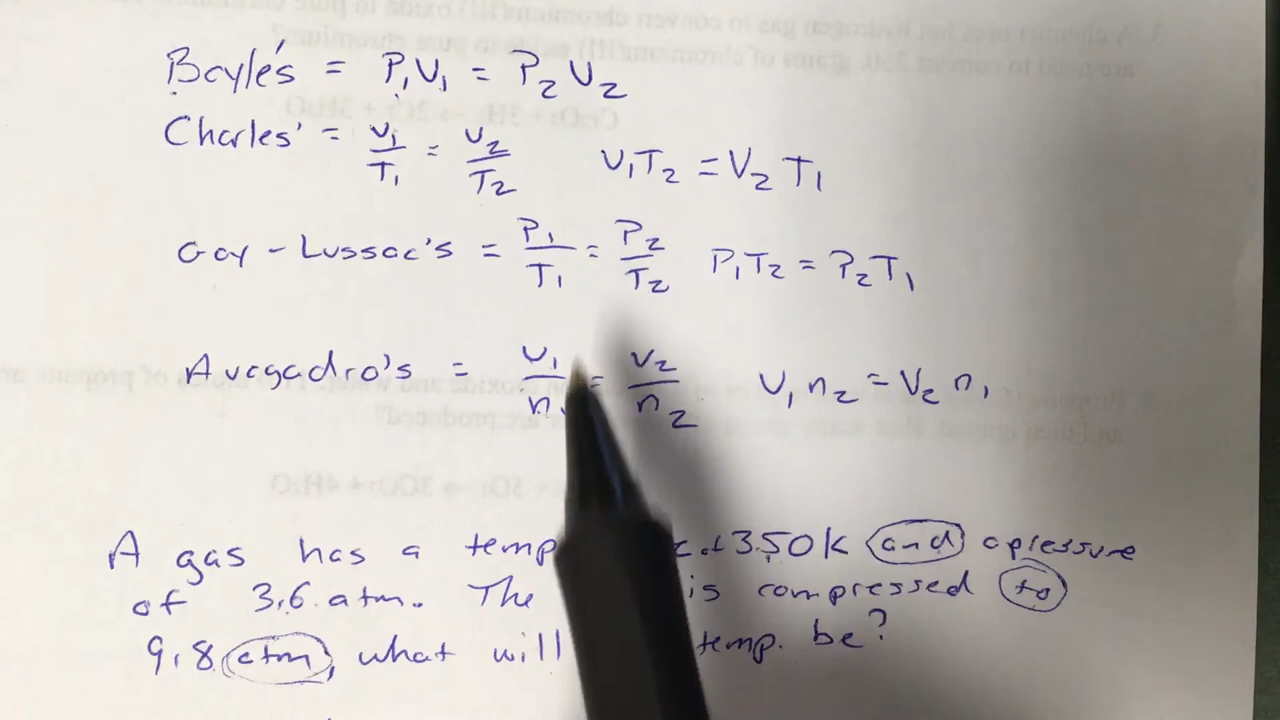 Boyle's = P₁V₁ = P₂V₂
Charles' = V₁/T₁ = V₂/T₂ V₁T₂ = V₂T₁
Gay-Lussac's = P₁/T₁ = P₂/T₂ P₁T₂ = P₂T₁
Avagadro's = V₁/n₁ = V₂/n₂ V₁n₂ = V₂n₁
A gas has a temp of 350K and a pressure
of 3.6 atm. The is compressed to
9.8 atm, what will temp. be?